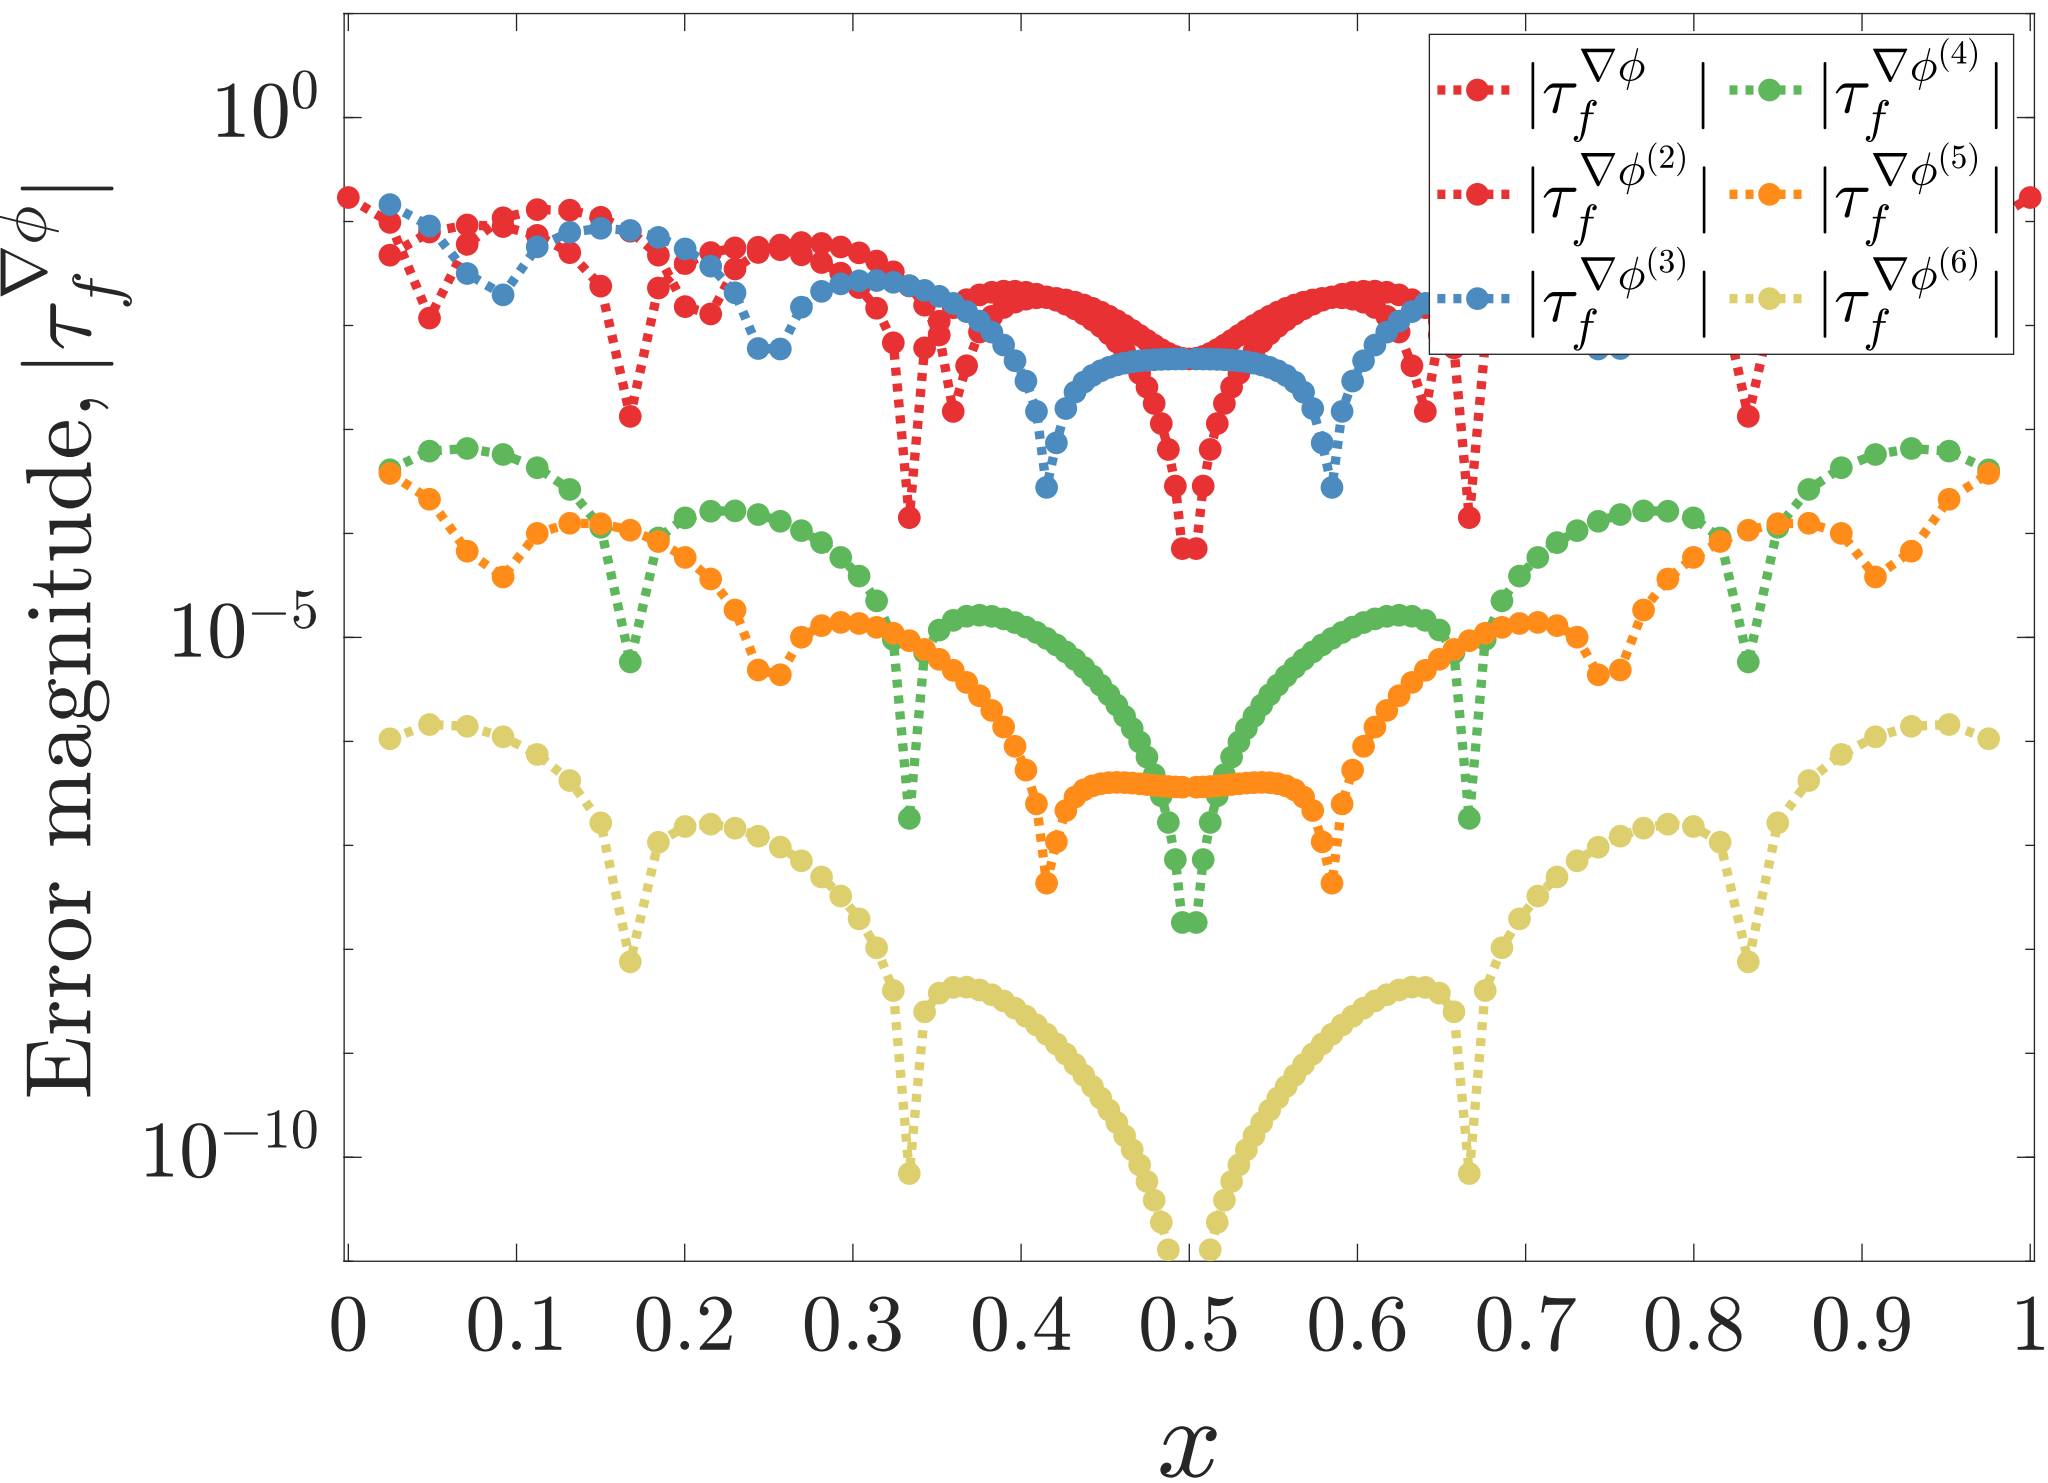 Error magnitude, |τ_f^{∇ϕ}|
10^0
10^{−5}
10^{−10}
|τ_f^{∇ϕ}| |τ_f^{∇ϕ^{(4)}}|
|τ_f^{∇ϕ^{(2)}}| |τ_f^{∇ϕ^{(5)}}|
|τ_f^{∇ϕ^{(3)}}| |τ_f^{∇ϕ^{(6)}}|
0 0.1 0.2 0.3 0.4 0.5 0.6 0.7 0.8 0.9 1
x